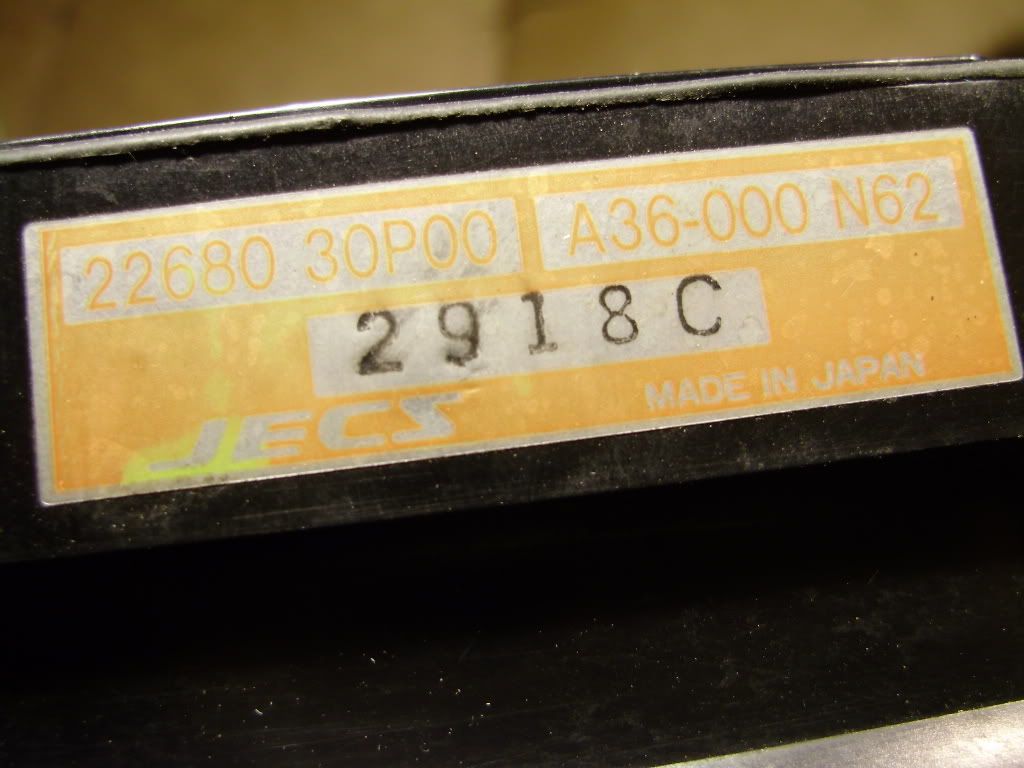 22680 30P00 A36-000 N62
2918C
JECS MADE IN JAPAN